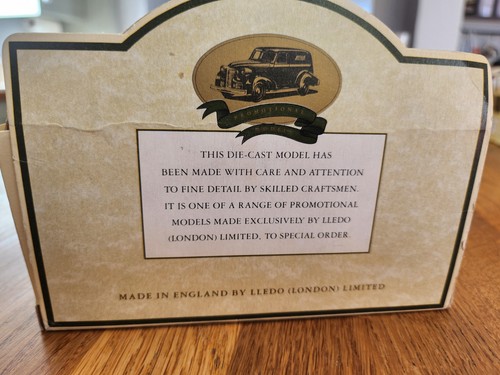 PROMOTIONAL
MODELS
THIS DIE-CAST MODEL HAS
BEEN MADE WITH CARE AND ATTENTION
TO FINE DETAIL BY SKILLED CRAFTSMEN.
IT IS ONE OF A RANGE OF PROMOTIONAL
MODELS MADE EXCLUSIVELY BY LLEDO
(LONDON) LIMITED, TO SPECIAL ORDER.
MADE IN ENGLAND BY LLEDO (LONDON) LIMITED